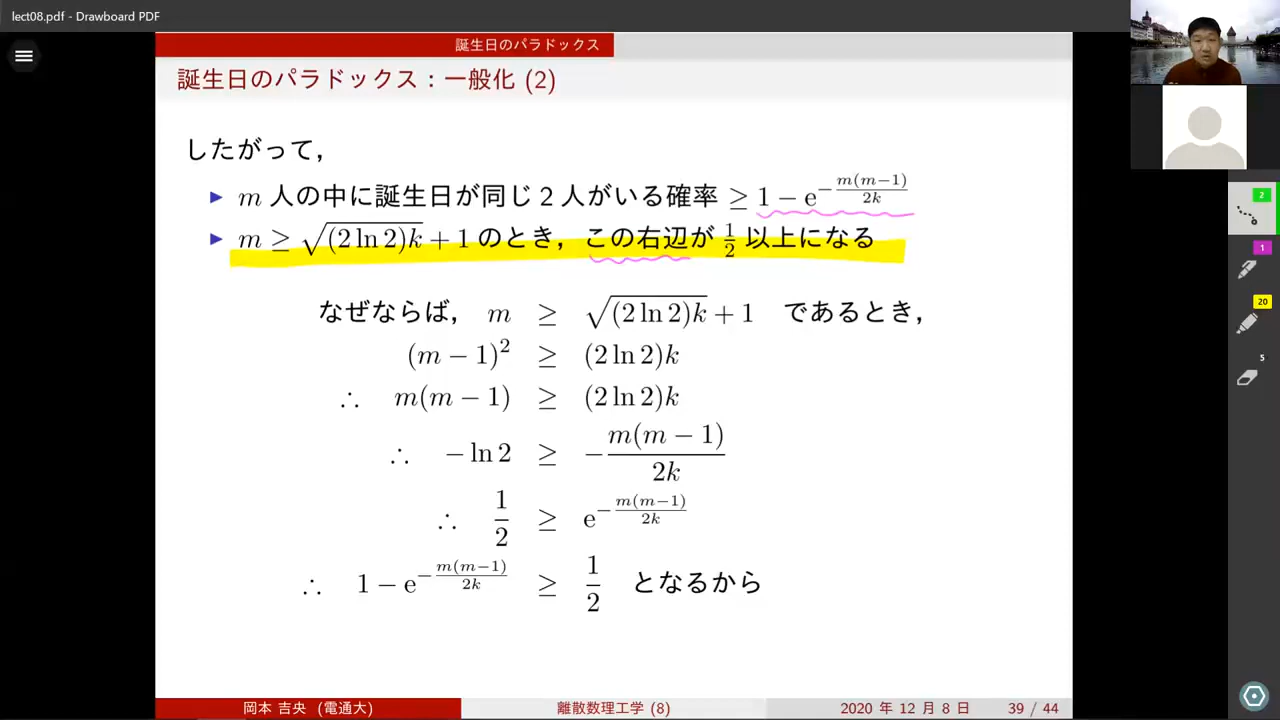 lect08.pdf - Drawboard PDF
誕生日のパラドックス
誕生日のパラドックス：一般化 (2)
したがって，
▶ m 人の中に誕生日が同じ 2 人がいる確率 ≥ 1 − e^{−\frac{m(m−1)}{2k}}
▶ m ≥ √{(2 ln 2)k} + 1 のとき，この右辺が \frac{1}{2} 以上になる
なぜならば， m ≥ √{(2 ln 2)k} + 1 であるとき，
(m − 1)^2 ≥ (2 ln 2)k
∴ m(m − 1) ≥ (2 ln 2)k
∴ − ln 2 ≥ −\frac{m(m − 1)}{2k}
∴ \frac{1}{2} ≥ e^{−\frac{m(m−1)}{2k}}
∴ 1 − e^{−\frac{m(m−1)}{2k}} ≥ \frac{1}{2} となるから
岡本 吉央 (電通大) 離散数理工学 (8) 2020 年 12 月 8 日 39 / 44
2
1
20
5